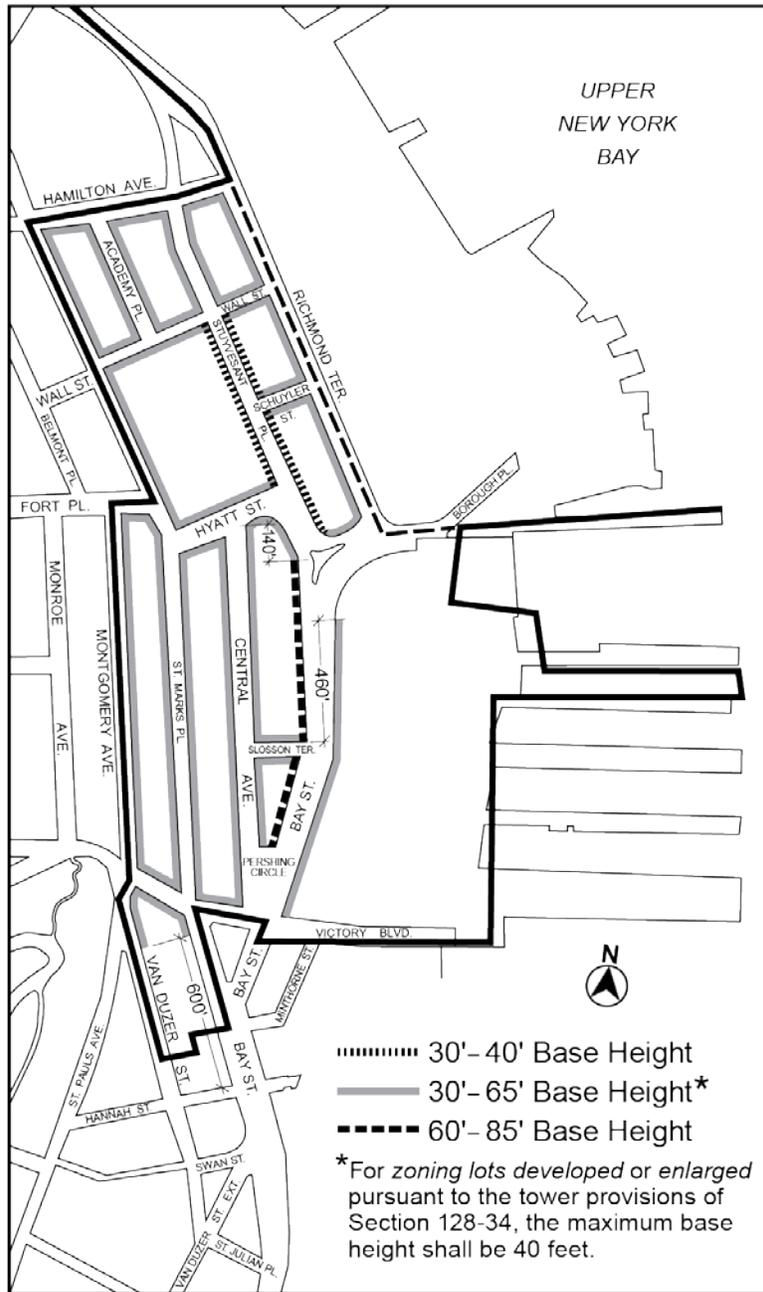 UPPER
NEW YORK
BAY
HAMILTON AVE.
ACADEMY PL.
WALL ST.
RICHMOND TER.
STUYVESANT PL.
SCHUYLER
ST.
WALL ST.
BELMONT PL.
FORT PL.
HYATT ST.
BOROUGH PL.
140'
MONROE
AVE.
MONTGOMERY AVE.
ST. MARKS PL.
CENTRAL
AVE.
460'
SLOSSON TER.
BAY ST.
PERSHING
CIRCLE
VICTORY BLVD.
VAN DUZER
ST.
600'
BAY ST.
MINTHORNE ST.
N
ST. PAULS AVE.
BAY ST.
HANNAH ST.
SWAN ST.
VAN DUZER
ST. EXT.
ST. JULIAN PL.
30'–40' Base Height
30'–65' Base Height*
60'–85' Base Height
*For zoning lots developed or enlarged
pursuant to the tower provisions of
Section 128-34, the maximum base
height shall be 40 feet.